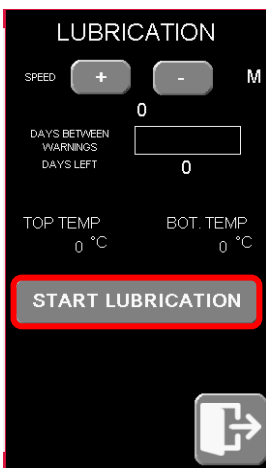 LUBRICATION
SPEED + - M
0
DAYS BETWEEN
WARNINGS
DAYS LEFT 0
TOP TEMP BOT. TEMP
0 °C 0 °C
START LUBRICATION